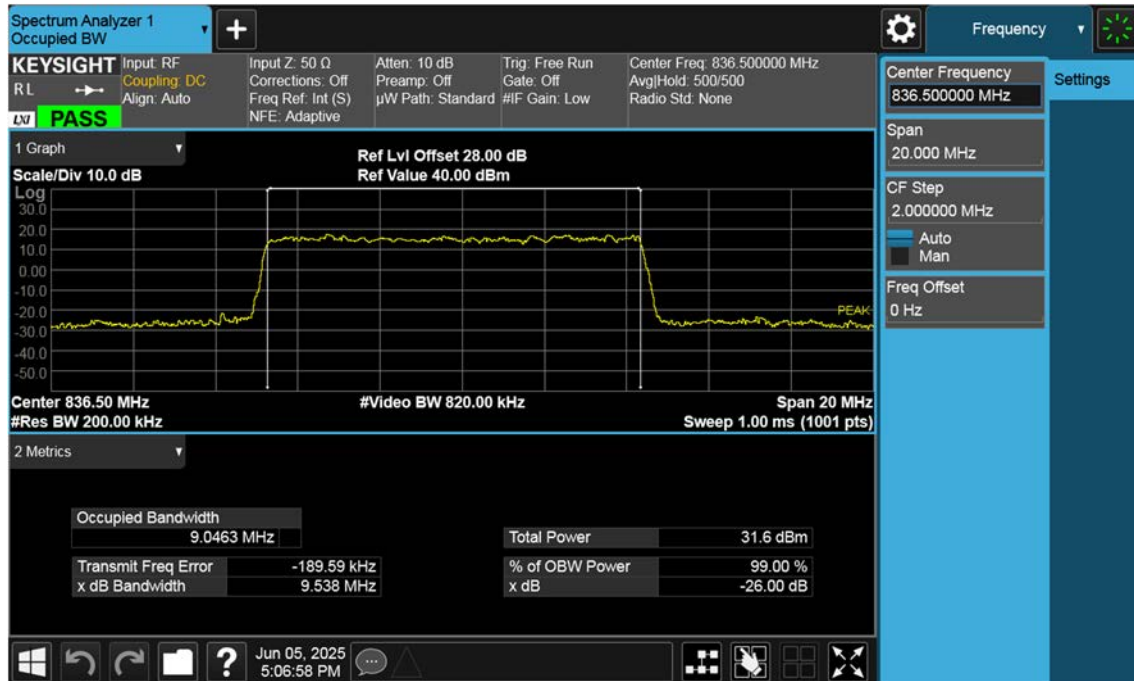 Spectrum Analyzer 1
Occupied BW
+
Frequency
KEYSIGHT
RL
LXI
PASS
Input: RF
Coupling: DC
Align: Auto
Input Z: 50 Ω
Corrections: Off
Freq Ref: Int (S)
NFE: Adaptive
Atten: 10 dB
Preamp: Off
µW Path: Standard
Trig: Free Run
Gate: Off
#IF Gain: Low
Center Freq: 836.500000 MHz
Avg|Hold: 500/500
Radio Std: None
Center Frequency
836.500000 MHz
Settings
Span
20.000 MHz
CF Step
2.000000 MHz
Auto
Man
Freq Offset
0 Hz
1 Graph
Scale/Div 10.0 dB
Ref Lvl Offset 28.00 dB
Ref Value 40.00 dBm
Log
30.0
20.0
10.0
0.00
-10.0
-20.0
-30.0
-40.0
-50.0
PEAK
Center 836.50 MHz
#Video BW 820.00 kHz
Span 20 MHz
#Res BW 200.00 kHz
Sweep 1.00 ms (1001 pts)
2 Metrics
Occupied Bandwidth
9.0463 MHz
Total Power 31.6 dBm
Transmit Freq Error -189.59 kHz
% of OBW Power 99.00 %
x dB Bandwidth 9.538 MHz
x dB -26.00 dB
?
Jun 05, 2025
5:06:58 PM